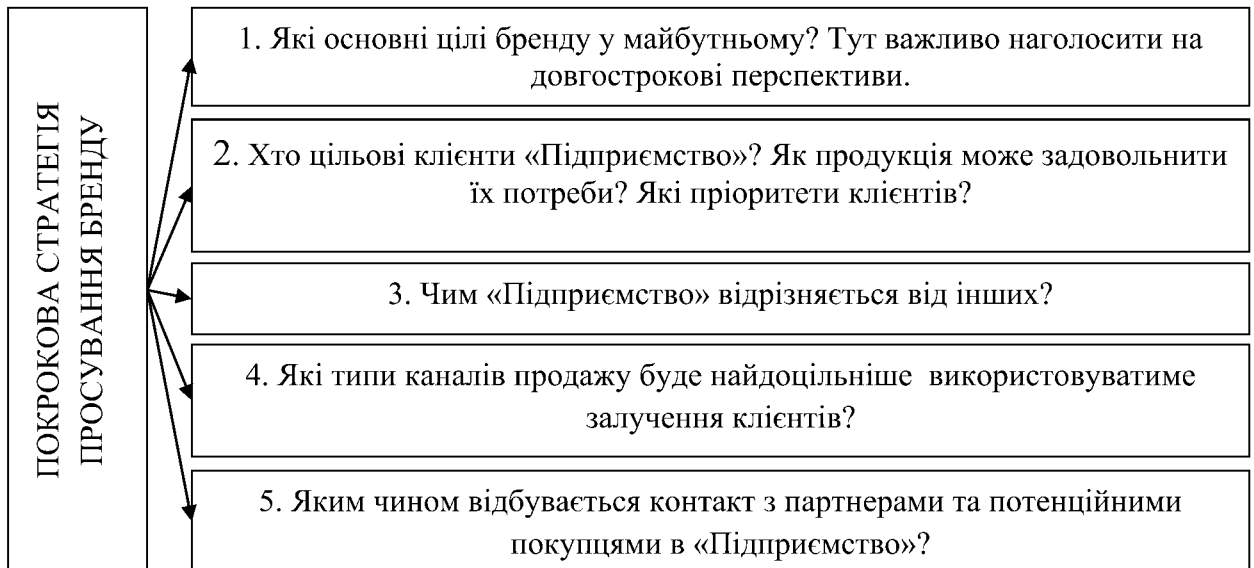 ПОКРОКОВА СТРАТЕГІЯ
ПРОСУВАННЯ БРЕНДУ
1. Які основні цілі бренду у майбутньому? Тут важливо наголосити на
довгострокові перспективи.
2. Хто цільові клієнти «Підприємство»? Як продукція може задовольнити
їх потреби? Які пріоритети клієнтів?
3. Чим «Підприємство» відрізняється від інших?
4. Які типи каналів продажу буде найдоцільніше використовуватиме
залучення клієнтів?
5. Яким чином відбувається контакт з партнерами та потенційними
покупцями в «Підприємство»?